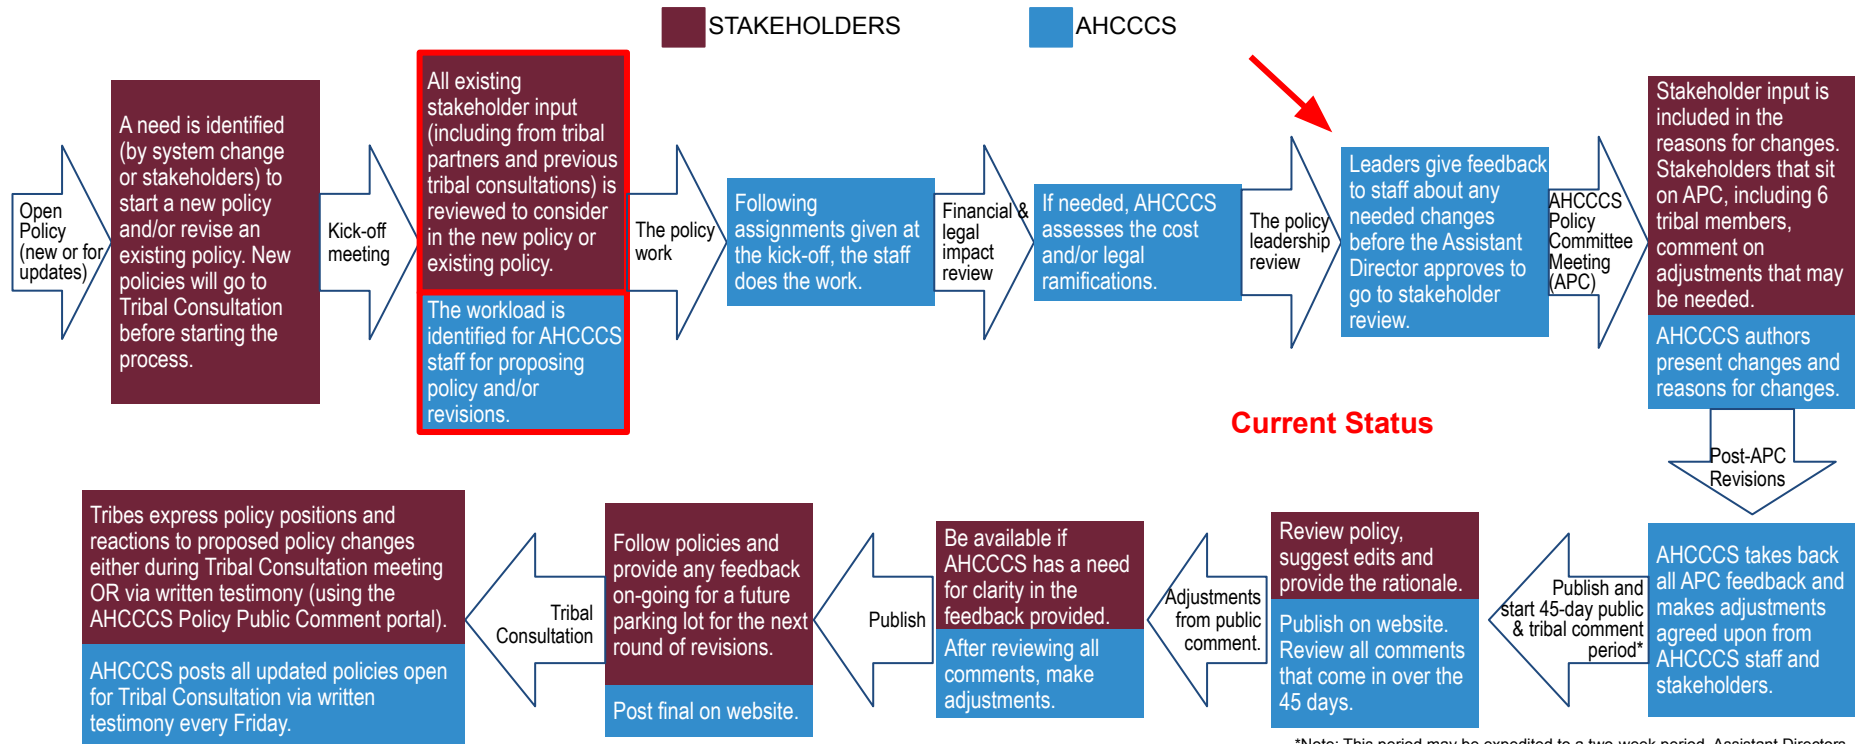 STAKEHOLDERS
AHCCCS
Open
Policy
(new or for
updates)
A need is identified
(by system change
or stakeholders) to
start a new policy
and/or revise an
existing policy. New
policies will go to
Tribal Consultation
before starting the
process.
Kick-off
meeting
All existing
stakeholder input
(including from tribal
partners and previous
tribal consultations) is
reviewed to consider
in the new policy or
existing policy.
The workload is
identified for AHCCCS
staff for proposing
policy and/or
revisions.
The policy
work
Following
assignments given at
the kick-off, the staff
does the work.
Financial &
legal
impact
review
If needed, AHCCCS
assesses the cost
and/or legal
ramifications.
The policy
leadership
review
Leaders give feedback
to staff about any
needed changes
before the Assistant
Director approves to
go to stakeholder
review.
AHCCCS
Policy
Committee
Meeting
(APC)
Stakeholder input is
included in the
reasons for changes.
Stakeholders that sit
on APC, including 6
tribal members,
comment on
adjustments that may
be needed.
AHCCCS authors
present changes and
reasons for changes.
Current Status
Post-APC
Revisions
AHCCCS takes back
all APC feedback and
makes adjustments
agreed upon from
AHCCCS staff and
stakeholders.
Publish and
start 45-day public
& tribal comment
period*
Review policy,
suggest edits and
provide the rationale.
Publish on website.
Review all comments
that come in over the
45 days.
Adjustments
from public
comment.
Be available if
AHCCCS has a need
for clarity in the
feedback provided.
After reviewing all
comments, make
adjustments.
Publish
Follow policies and
provide any feedback
on-going for a future
parking lot for the next
round of revisions.
Post final on website.
Tribal
Consultation
Tribes express policy positions and
reactions to proposed policy changes
either during Tribal Consultation meeting
OR via written testimony (using the
AHCCCS Policy Public Comment portal).
AHCCCS posts all updated policies open
for Tribal Consultation via written
testimony every Friday.
*Note: This period may be expedited to a two-week period. Assistant Directors